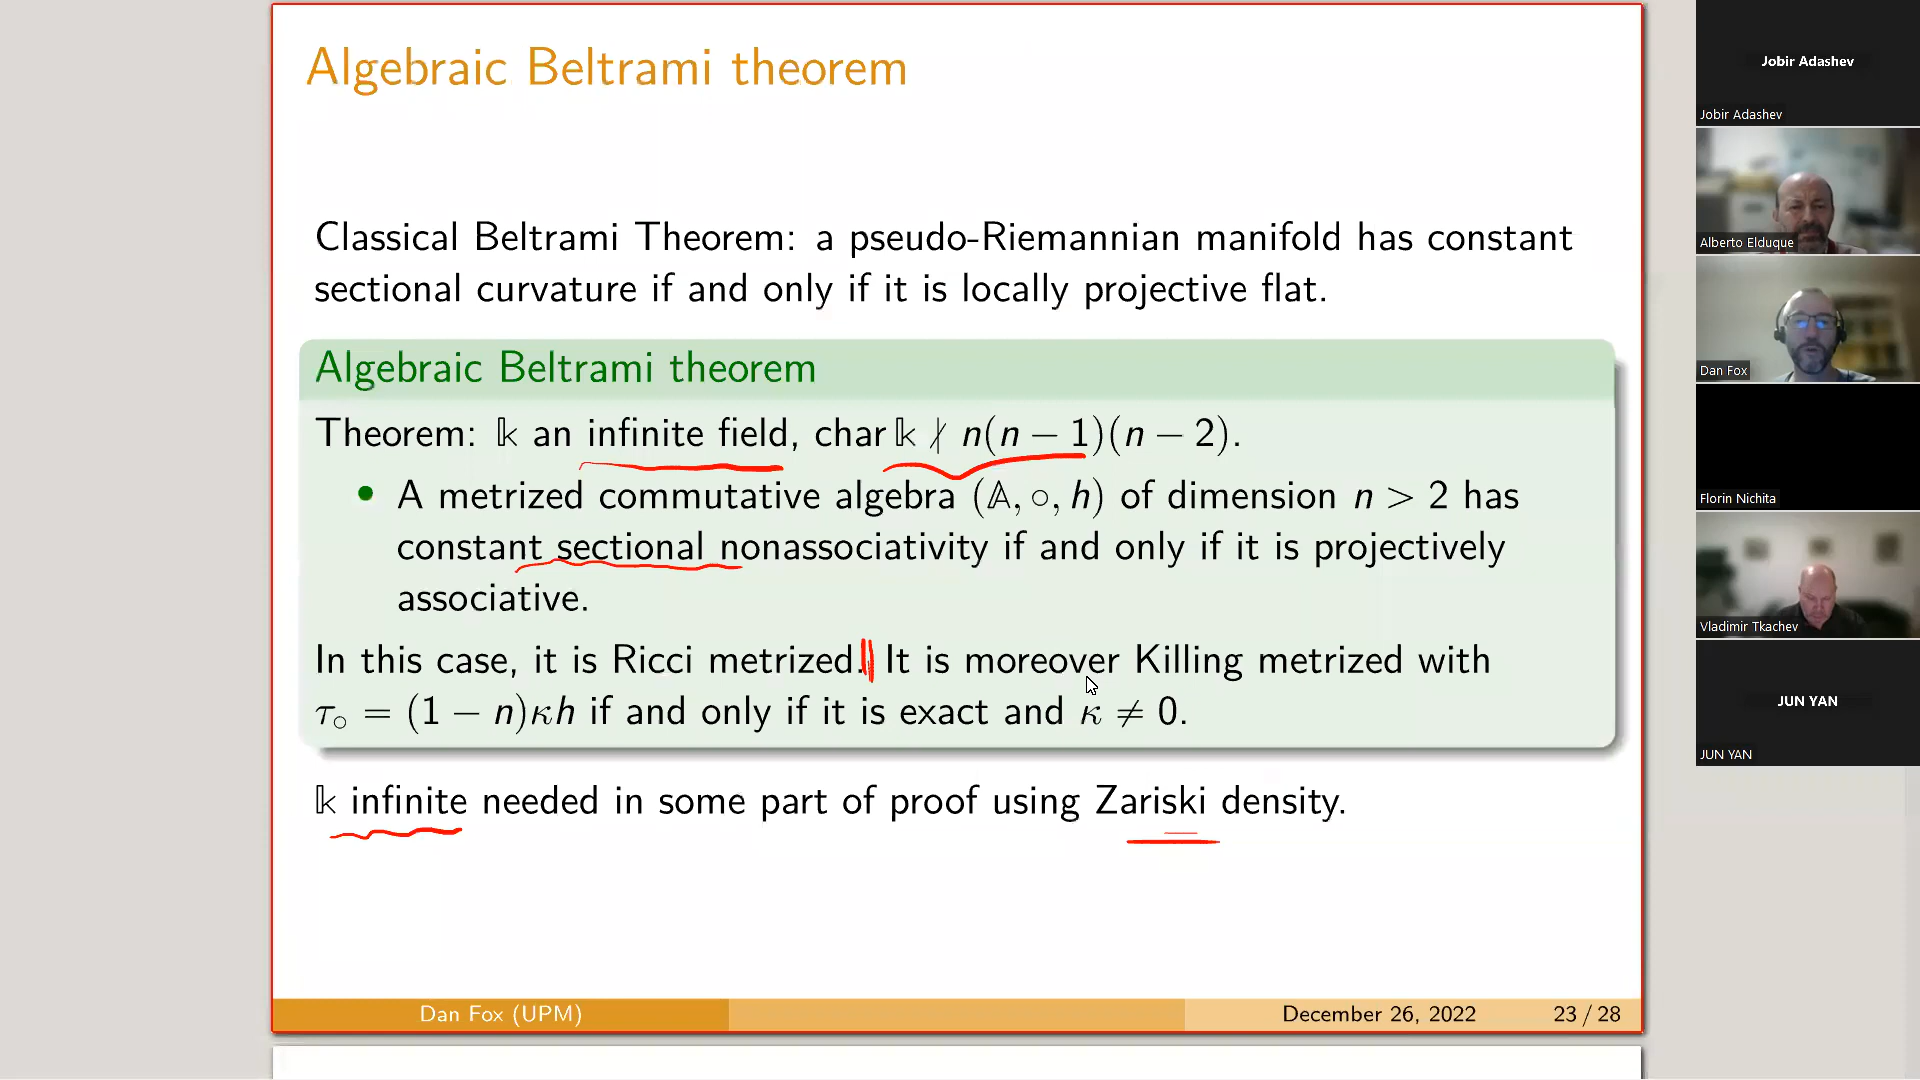 Algebraic Beltrami theorem
Classical Beltrami Theorem: a pseudo-Riemannian manifold has constant
sectional curvature if and only if it is locally projective flat.
Algebraic Beltrami theorem
Theorem: 𝕜 an infinite field, char 𝕜 ∤ n(n − 1)(n − 2).
• A metrized commutative algebra (𝔸, ∘, h) of dimension n > 2 has
constant sectional nonassociativity if and only if it is projectively
associative.
In this case, it is Ricci metrized. It is moreover Killing metrized with
τ∘ = (1 − n)κh if and only if it is exact and κ ≠ 0.
𝕜 infinite needed in some part of proof using Zariski density.
Dan Fox (UPM)
December 26, 2022
23 / 28
Jobir Adashev
Jobir Adashev
Alberto Elduque
Dan Fox
Florin Nichita
Vladimir Tkachev
JUN YAN
JUN YAN